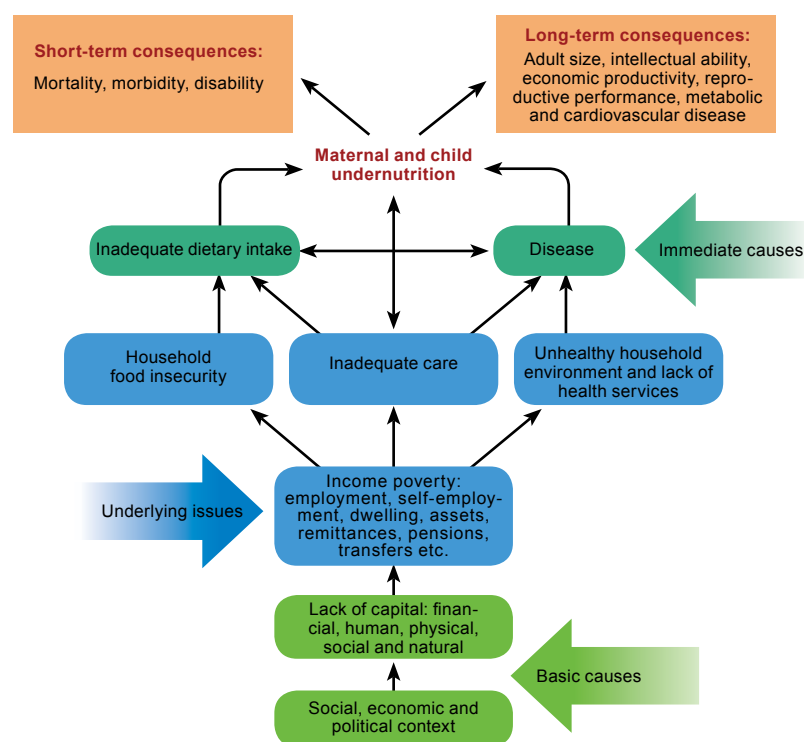 Short-term consequences:
Mortality, morbidity, disability
Long-term consequences:
Adult size, intellectual ability,
economic productivity, repro-
ductive performance, metabolic
and cardiovascular disease
Maternal and child
undernutrition
Inadequate dietary intake
Disease
Immediate causes
Household
food insecurity
Inadequate care
Unhealthy household
environment and lack of
health services
Underlying issues
Income poverty:
employment, self-employ-
ment, dwelling, assets,
remittances, pensions,
transfers etc.
Lack of capital: finan-
cial, human, physical,
social and natural
Basic causes
Social, economic and
political context